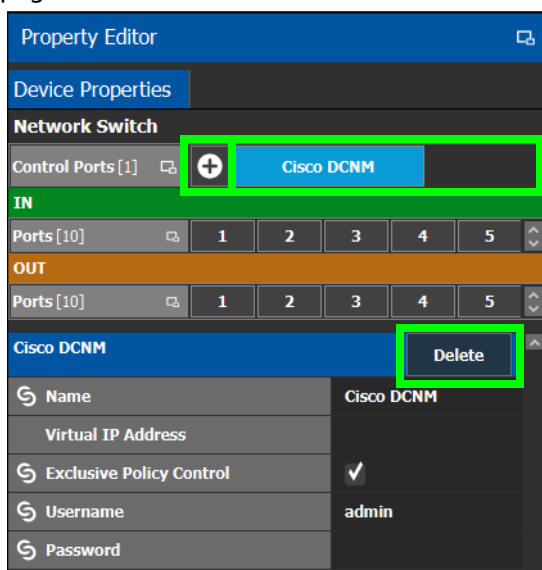 Property Editor
Device Properties
Network Switch
Control Ports [1] Cisco DCNM
IN
Ports [10] 1 2 3 4 5
OUT
Ports [10] 1 2 3 4 5
Cisco DCNM Delete
Name Cisco DCNM
Virtual IP Address
Exclusive Policy Control
Username admin
Password